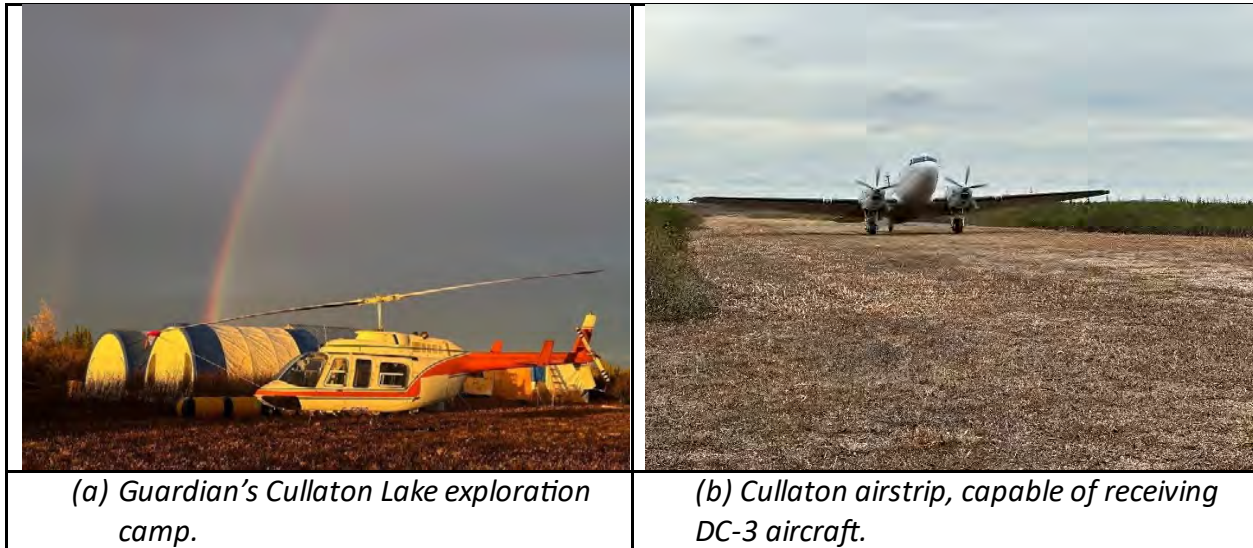 (a) Guardian's Cullaton Lake exploration
camp.
(b) Cullaton airstrip, capable of receiving
DC-3 aircraft.